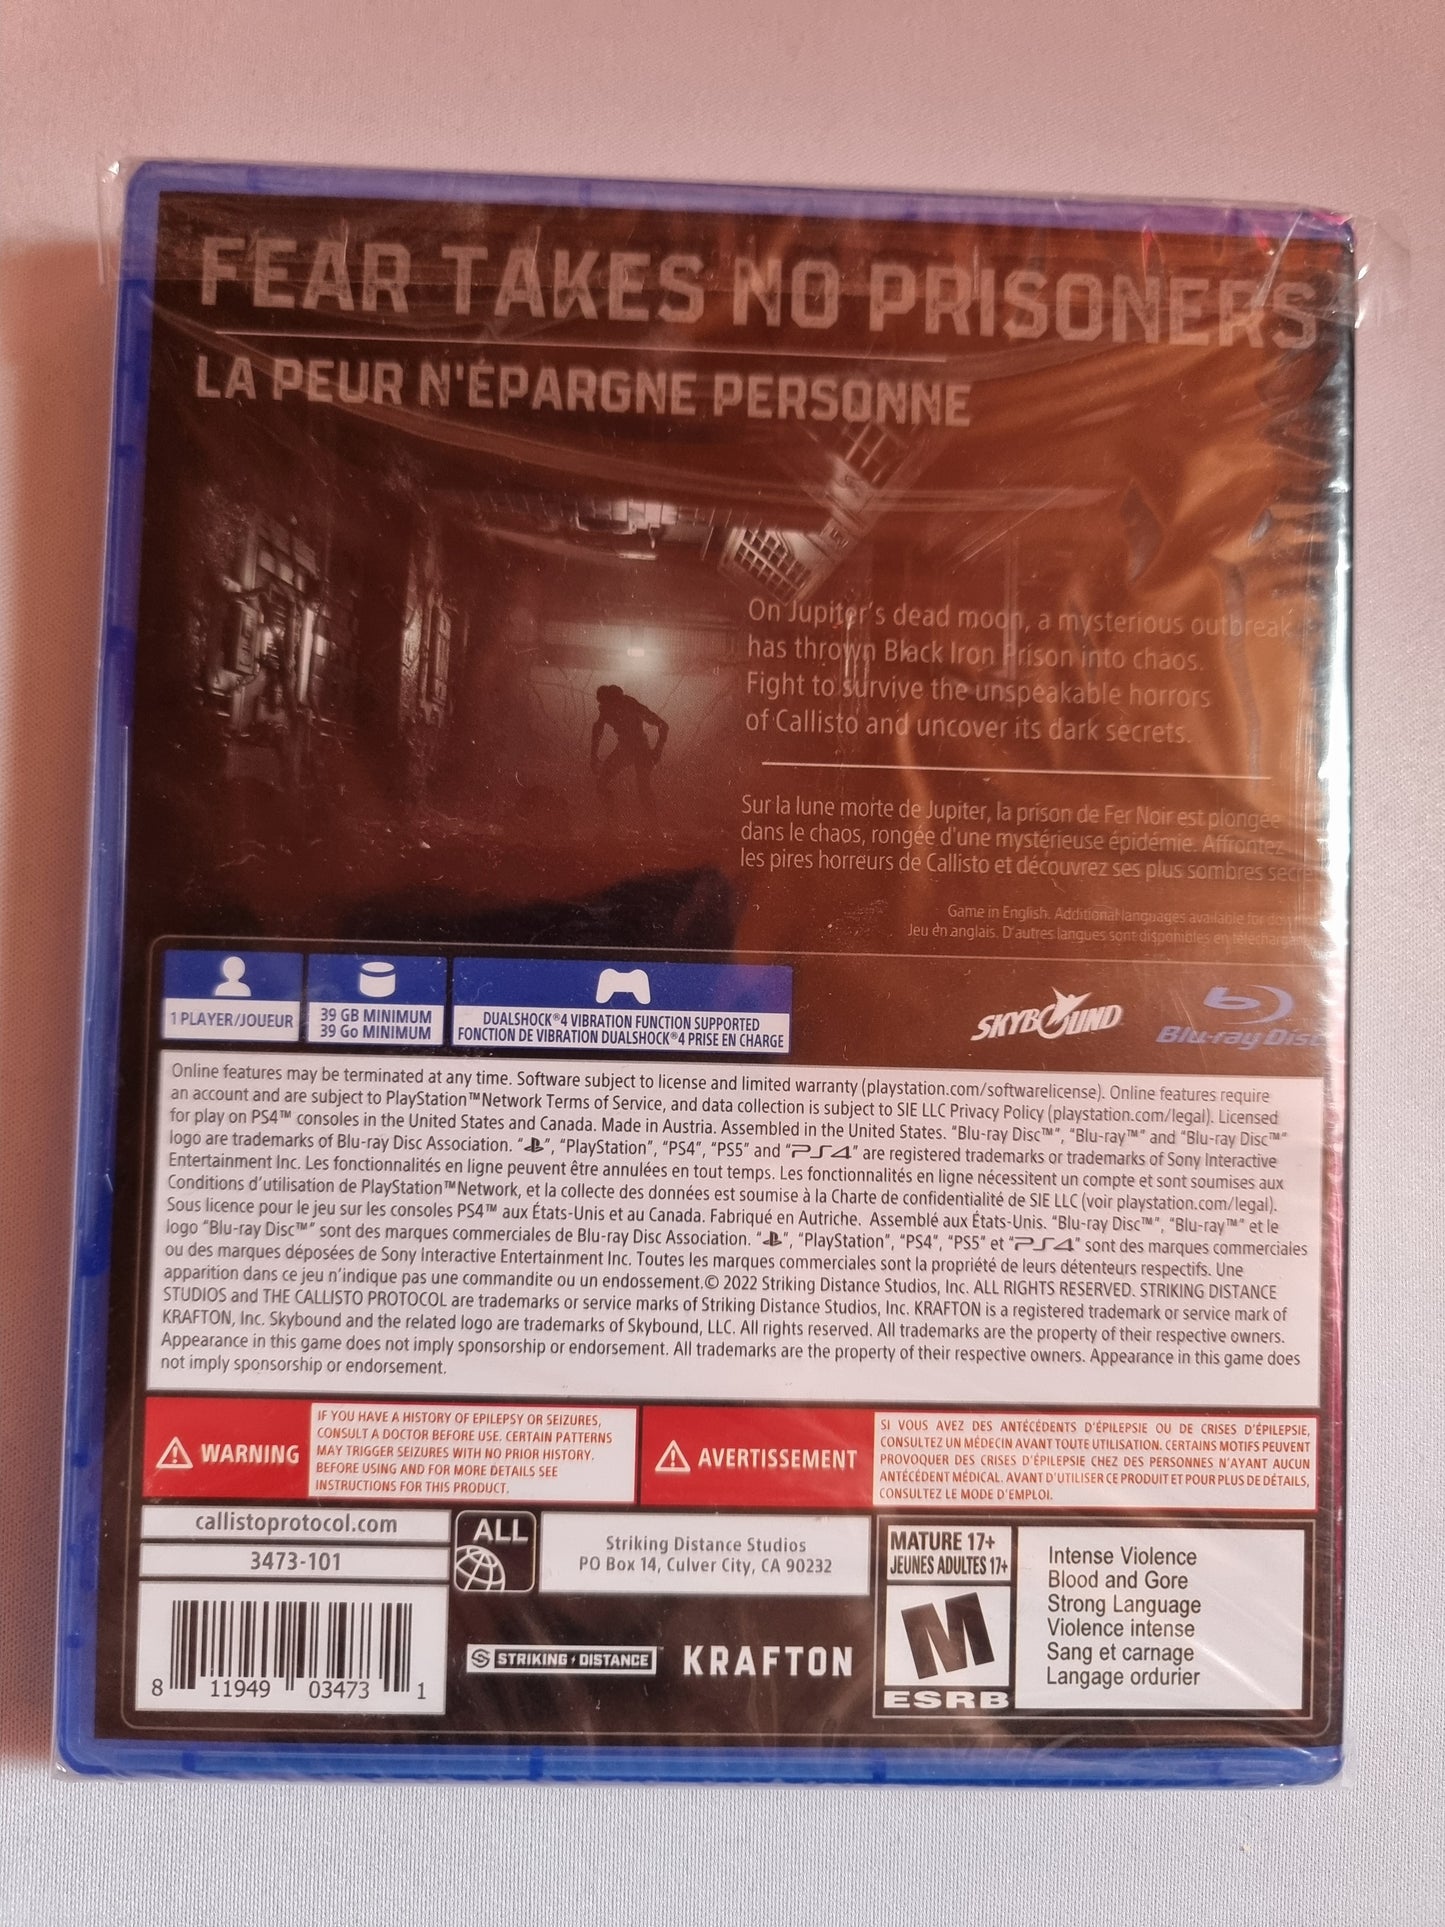 FEAR TAKES NO PRISONERS
LA PEUR N'ÉPARGNE PERSONNE
On Jupiter's dead moon, a mysterious outbreak
has thrown Black Iron Prison into chaos.
Fight to survive the unspeakable horrors
of Callisto and uncover its dark secrets.
Sur la lune morte de Jupiter, la prison de Fer Noir est plongée
dans le chaos, rongée d'une mystérieuse épidémie. Affrontez
les pires horreurs de Callisto et découvrez ses plus sombres
Game in English. Additional languages available for
Jeu en anglais. D'autres langues sont disponibles en
1 PLAYER/JOUEUR
39 GB MINIMUM
39 Go MINIMUM
DUALSHOCK®4 VIBRATION FUNCTION SUPPORTED
FONCTION DE VIBRATION DUALSHOCK®4 PRISE EN CHARGE
SKYBOUND
Blu-ray Disc
Online features may be terminated at any time. Software subject to license and limited warranty (playstation.com/softwarelicense). Online features require
an account and are subject to PlayStation™Network Terms of Service, and data collection is subject to SIE LLC Privacy Policy (playstation.com/legal). Licensed
for play on PS4™ consoles in the United States and Canada. Made in Austria. Assembled in the United States. "Blu-ray Disc™", "Blu-ray™" and "Blu-ray Disc™"
logo are trademarks of Blu-ray Disc Association. "PS", "PlayStation", "PS4", "PS5" and "PS4" are registered trademarks or trademarks of Sony Interactive
Entertainment Inc. Les fonctionnalités en ligne peuvent être annulées en tout temps. Les fonctionnalités en ligne nécessitent un compte et sont soumises aux
Conditions d'utilisation de PlayStation™Network, et la collecte des données est soumise à la Charte de confidentialité de SIE LLC (voir playstation.com/legal).
Sous licence pour le jeu sur les consoles PS4™ aux États-Unis et au Canada. Fabriqué en Autriche. Assemblé aux États-Unis. "Blu-ray Disc™", "Blu-ray™" et le
logo "Blu-ray Disc™" sont des marques commerciales de Blu-ray Disc Association. "PS", "PlayStation", "PS4", "PS5" et "PS4" sont des marques commerciales
ou des marques déposées de Sony Interactive Entertainment Inc. Toutes les marques commerciales sont la propriété de leurs détenteurs respectifs. Une
apparition dans ce jeu n'indique pas une commandite ou un endossement.© 2022 Striking Distance Studios, Inc. ALL RIGHTS RESERVED. STRIKING DISTANCE
STUDIOS and THE CALLISTO PROTOCOL are trademarks or service marks of Striking Distance Studios, Inc. KRAFTON is a registered trademark or service mark of
KRAFTON, Inc. Skybound and the related logo are trademarks of Skybound, LLC. All rights reserved. All trademarks are the property of their respective owners.
Appearance in this game does not imply sponsorship or endorsement. All trademarks are the property of their respective owners. Appearance in this game does
not imply sponsorship or endorsement.
WARNING
IF YOU HAVE A HISTORY OF EPILEPSY OR SEIZURES,
CONSULT A DOCTOR BEFORE USE. CERTAIN PATTERNS
MAY TRIGGER SEIZURES WITH NO PRIOR HISTORY.
BEFORE USING AND FOR MORE DETAILS SEE
INSTRUCTIONS FOR THIS PRODUCT.
AVERTISSEMENT
SI VOUS AVEZ DES ANTÉCÉDENTS D'ÉPILEPSIE OU DE CRISES D'ÉPILEPSIE,
CONSULTEZ UN MÉDECIN AVANT TOUTE UTILISATION. CERTAINS MOTIFS PEUVENT
PROVOQUER DES CRISES D'ÉPILEPSIE CHEZ DES PERSONNES N'AYANT AUCUN
ANTÉCÉDENT MÉDICAL. AVANT D'UTILISER CE PRODUIT ET POUR PLUS DE DÉTAILS,
CONSULTEZ LE MODE D'EMPLOI.
callistoprotocol.com
3473-101
8 11949 03473 1
ALL
Striking Distance Studios
PO Box 14, Culver City, CA 90232
STRIKING DISTANCE
KRAFTON
MATURE 17+
JEUNES ADULTES 17+
M
ESRB
Intense Violence
Blood and Gore
Strong Language
Violence intense
Sang et carnage
Langage ordurier